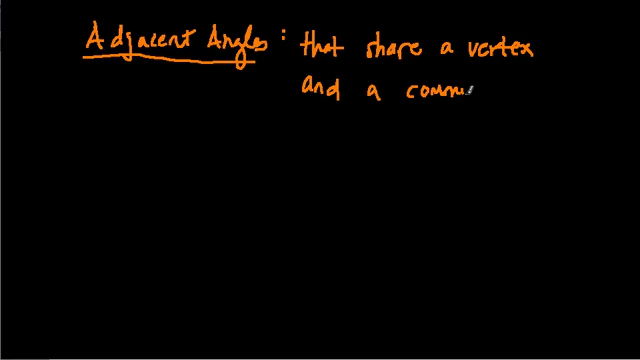 Adjacent Angles : that share a vertex
and a comm